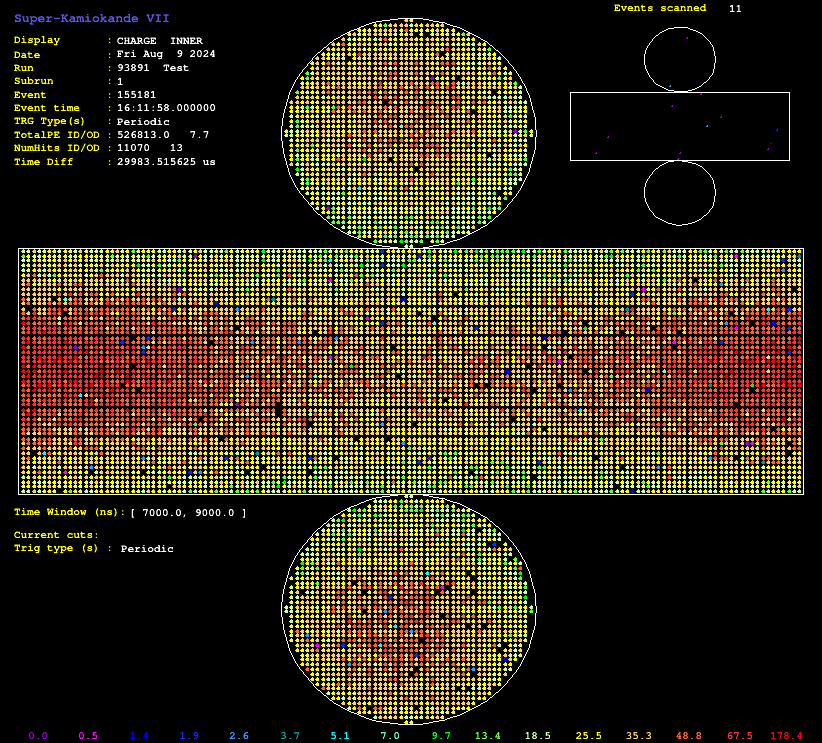 Super-Kamiokande VII
Events scanned 11
Display : CHARGE INNER
Date : Fri Aug 9 2024
Run : 93891 Test
Subrun : 1
Event : 155181
Event time : 16:11:58.000000
TRG Type(s) : Periodic
TotalPE ID/OD : 526813.0 7.7
NumHits ID/OD : 11070 13
Time Diff : 29983.515625 us
Time Window (ns): [ 7000.0, 9000.0 ]
Current cuts:
Trig type (s) : Periodic
0.0 0.5 1.4 1.9 2.6 3.7 5.1 7.0 9.7 13.4 18.5 25.5 35.3 48.8 67.5 178.4